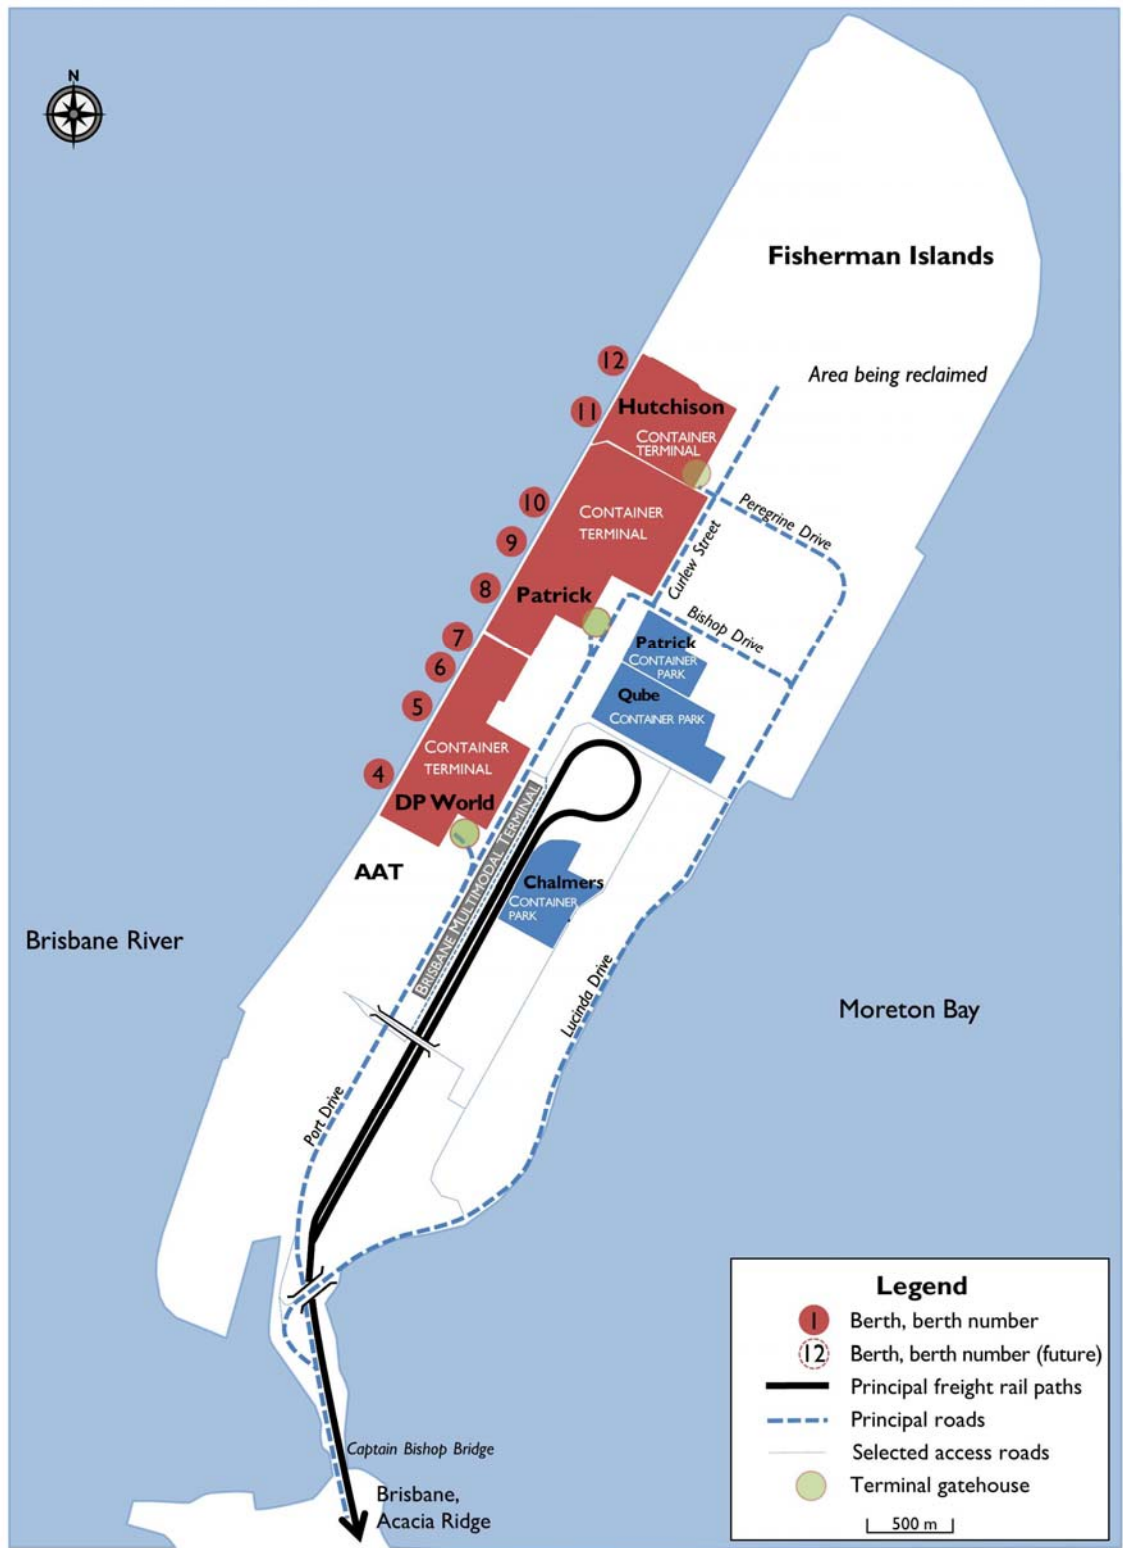 N
Fisherman Islands
Area being reclaimed
12
11
Hutchison
CONTAINER
TERMINAL
10
9
8
CONTAINER
TERMINAL
Patrick
Peregrine Drive
Curlew Street
Bishop Drive
7
6
5
4
CONTAINER
TERMINAL
DP World
Patrick
CONTAINER
PARK
Qube
CONTAINER PARK
BRISBANE MULTIMODAL TERMINAL
AAT
Chalmers
CONTAINER
PARK
Brisbane River
Lucinda Drive
Moreton Bay
Port Drive
Captain Bishop Bridge
Brisbane,
Acacia Ridge
Legend
1 Berth, berth number
12 Berth, berth number (future)
Principal freight rail paths
Principal roads
Selected access roads
Terminal gatehouse
500 m